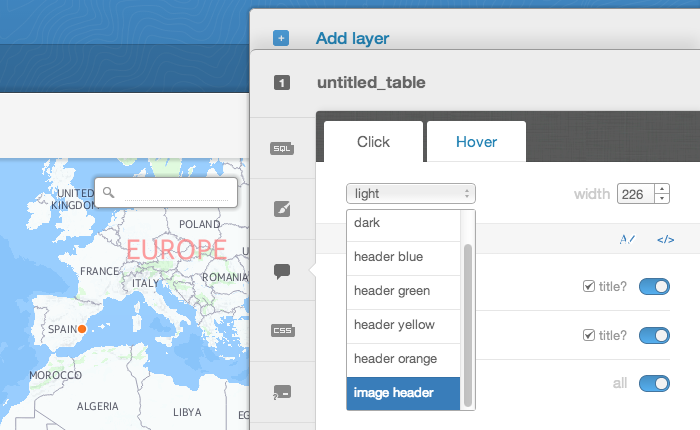 + Add layer
1 untitled_table
SQL
CSS
Click Hover
light
width 226
dark
header blue
header green
header yellow
header orange
image header
</>
title?
title?
all
UNITED
KINGDOM
POLAND
EUROPE
FRANCE
ITALY
ROMANIA
SPAIN
MOROCCO
ALGERIA
LIBYA
EG